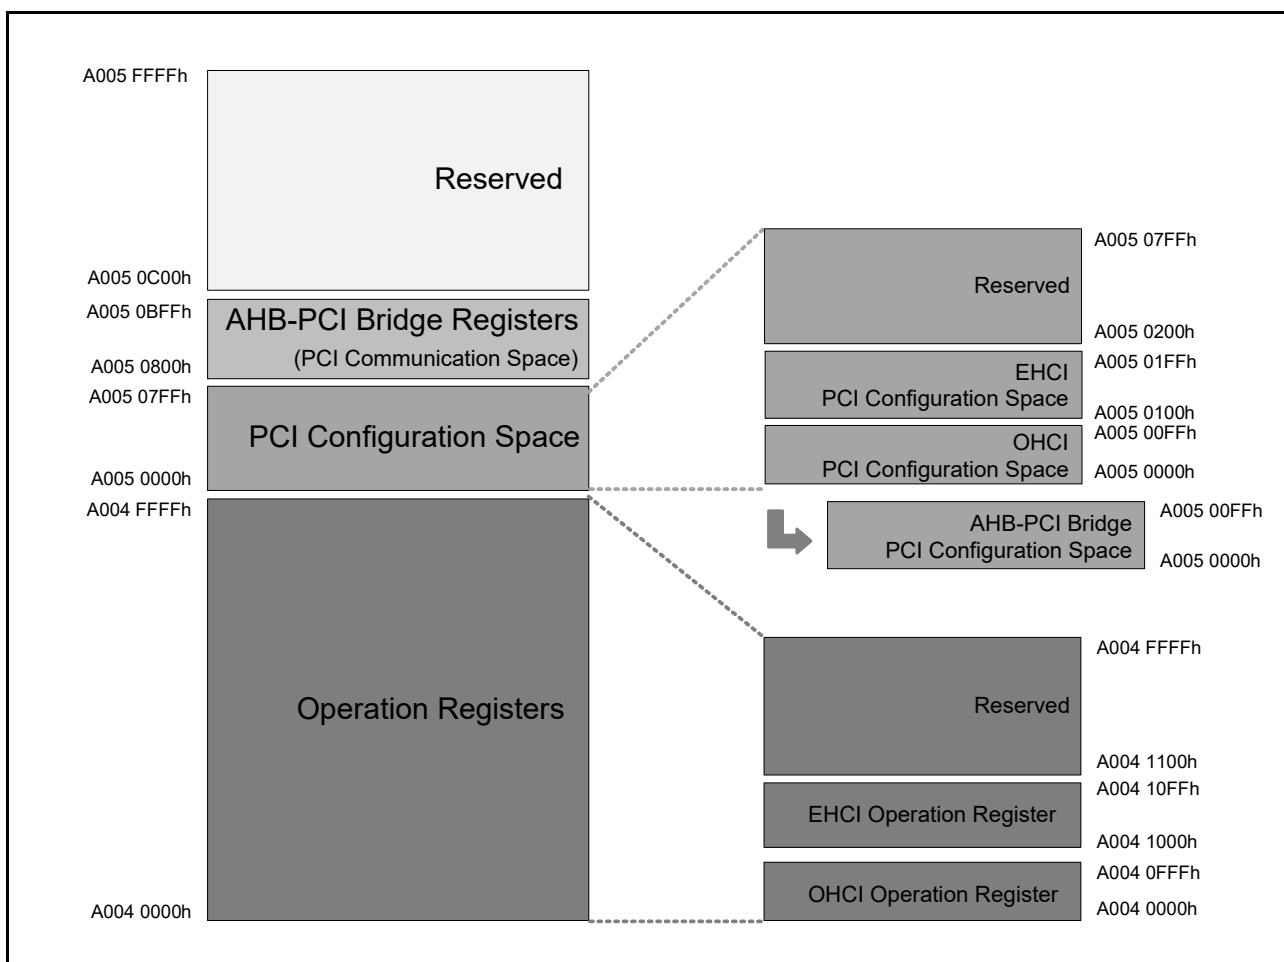 A005 FFFFh
Reserved
A005 0C00h
A005 0BFFh
AHB-PCI Bridge Registers
(PCI Communication Space)
A005 0800h
A005 07FFh
PCI Configuration Space
A005 0000h
A004 FFFFh
Operation Registers
A004 0000h
A005 07FFh
Reserved
A005 0200h
A005 01FFh
EHCI
PCI Configuration Space
A005 0100h
A005 00FFh
OHCI
PCI Configuration Space
A005 0000h
A005 00FFh
AHB-PCI Bridge
PCI Configuration Space
A005 0000h
A004 FFFFh
Reserved
A004 1100h
A004 10FFh
EHCI Operation Register
A004 1000h
A004 0FFFh
OHCI Operation Register
A004 0000h